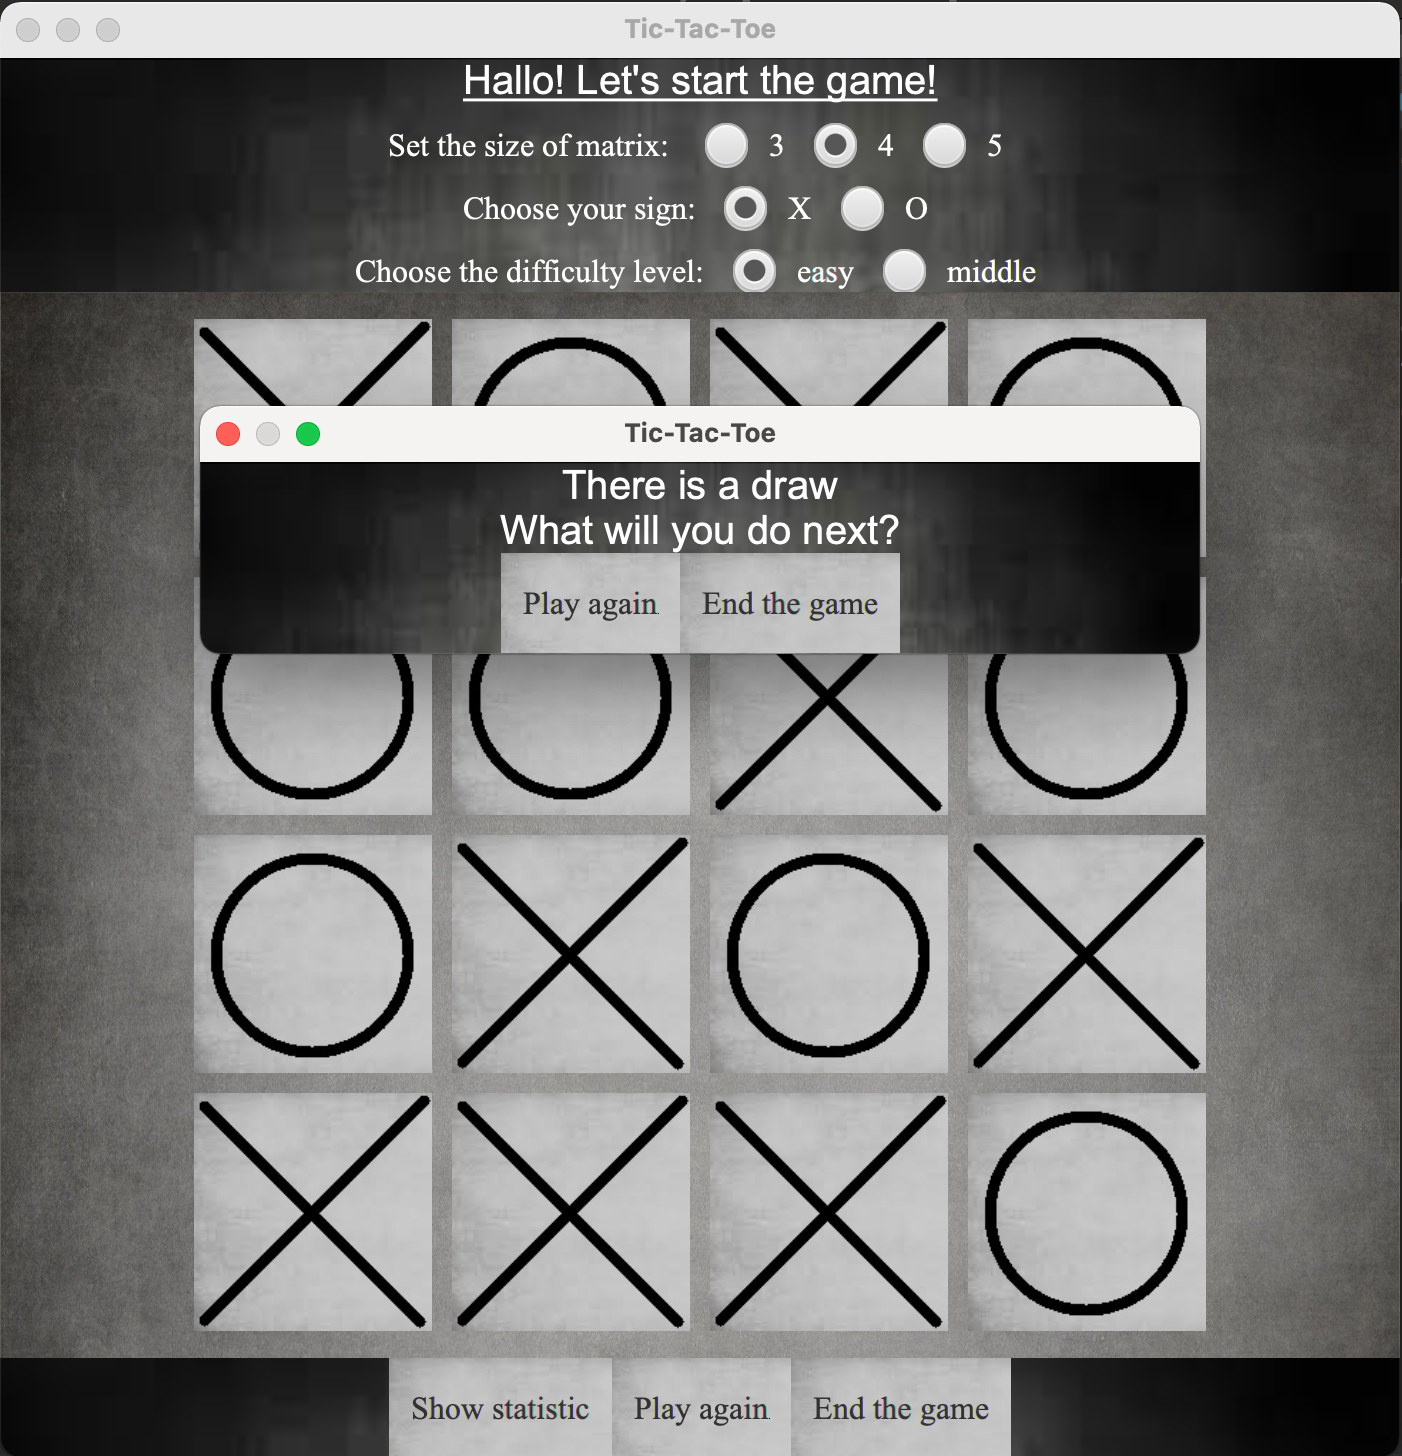 Tic-Tac-Toe
Hallo! Let's start the game!
Set the size of matrix: 3 4 5
Choose your sign: X O
Choose the difficulty level: easy middle
Tic-Tac-Toe
There is a draw
What will you do next?
Play again End the game
Show statistic Play again End the game